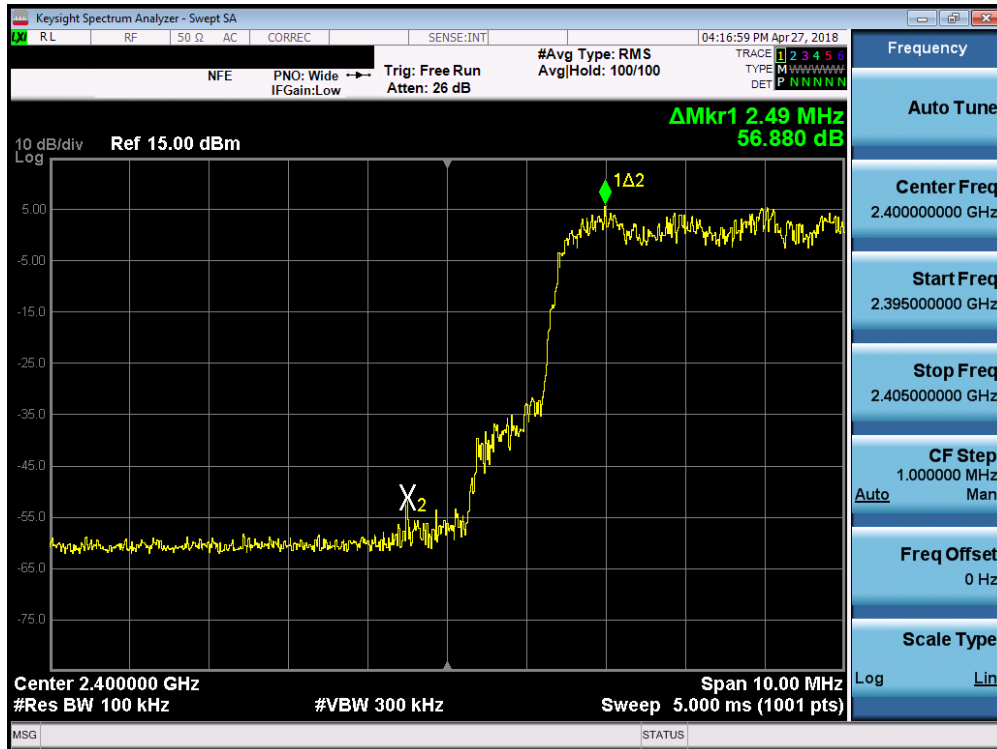 Keysight Spectrum Analyzer - Swept SA
LXI RL RF 50 Ω AC CORREC SENSE:INT 04:16:59 PM Apr 27, 2018
NFE PNO: Wide Trig: Free Run #Avg Type: RMS TRACE 1 2 3 4 5 6
IFGain:Low Atten: 26 dB Avg|Hold: 100/100 TYPE M WWWWW
DET P N N N N N
ΔMkr1 2.49 MHz
56.880 dB
10 dB/div Ref 15.00 dBm
Log
1Δ2
5.00
-5.00
-15.0
-25.0
-35.0
-45.0
X2
-55.0
-65.0
-75.0
Center 2.400000 GHz Span 10.00 MHz
#Res BW 100 kHz #VBW 300 kHz Sweep 5.000 ms (1001 pts)
MSG STATUS
Frequency
Auto Tune
Center Freq
2.400000000 GHz
Start Freq
2.395000000 GHz
Stop Freq
2.405000000 GHz
CF Step
1.000000 MHz
Auto Man
Freq Offset
0 Hz
Scale Type
Log Lin